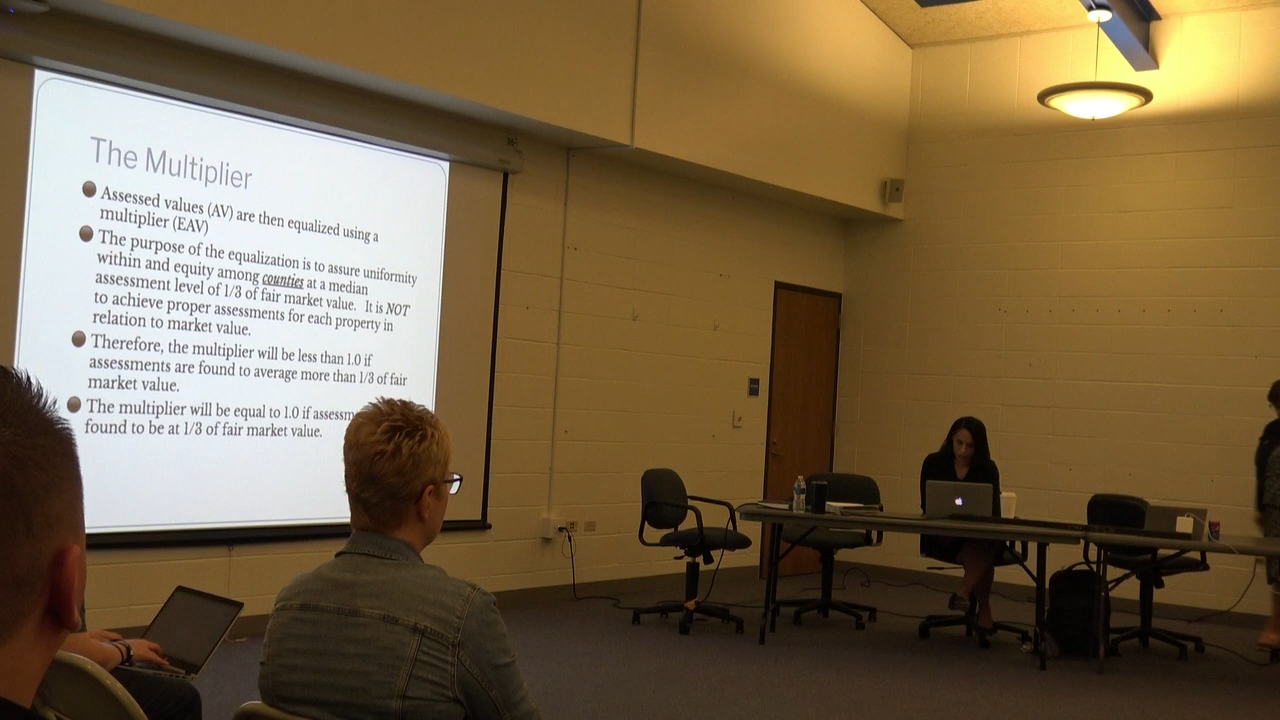 The Multiplier
Assessed values (AV) are then equalized using a
multiplier (EAV)
The purpose of the equalization is to assure uniformity
within and equity among counties at a median
assessment level of 1/3 of fair market value. It is NOT
to achieve proper assessments for each property in
relation to market value.
Therefore, the multiplier will be less than 1.0 if
assessments are found to average more than 1/3 of fair
market value.
The multiplier will be equal to 1.0 if
found to be at 1/3 of fair market value.